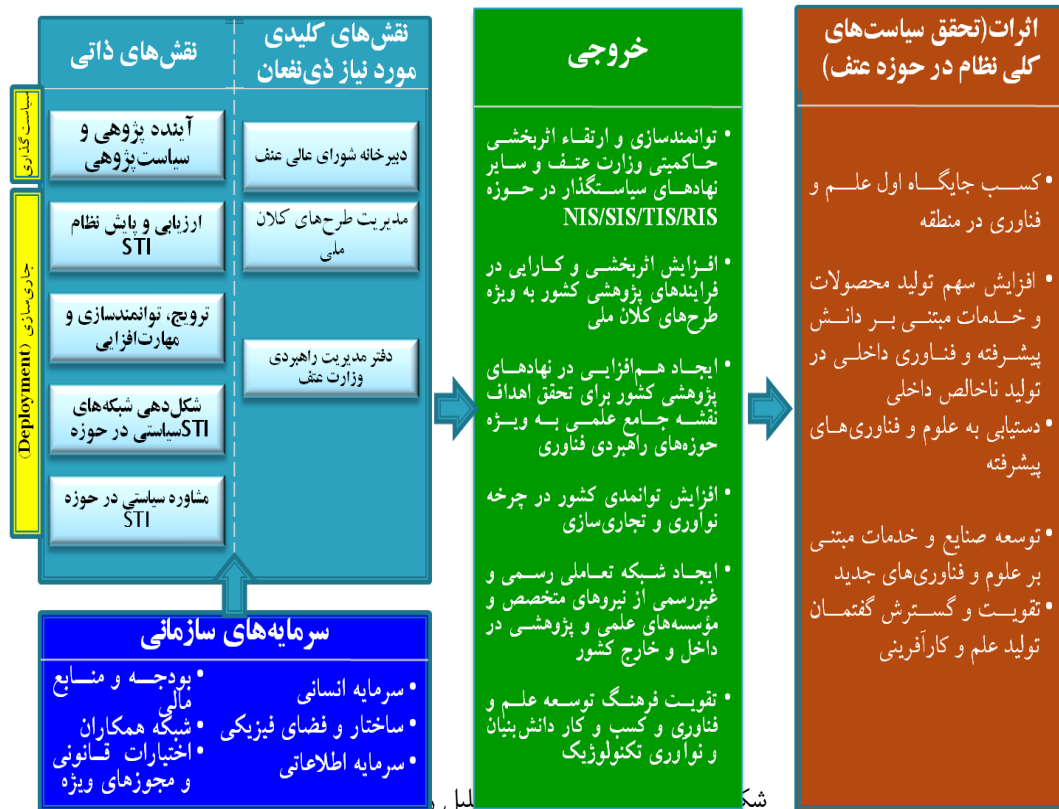 اثرات(تحقق سیاست‌های
کلی نظام در حوزه عتف)
•کسب جایگاه اول علم و
فناوری در منطقه
• افزایش سهم تولید محصولات
و خدمات مبتنی بر دانش
پیشرفته و فناوری داخلی در
تولید ناخالص داخلی
• دستیابی به علوم و فناوری‌های
پیشرفته
•توسعه صنایع و خدمات مبتنی
بر علوم و فناوری‌های جدید
•تقویت و گسترش گفتمان
تولید علم و کارآفرینی
خروجی
• توانمندسازی و ارتقاء اثربخشی
حاکمیتی وزارت عتف و سایر
نهادهای سیاستگذار در حوزه
NIS/SIS/TIS/RIS
• افزایش اثربخشی و کارایی در
فرایندهای پژوهشی کشور به ویژه
طرح‌های کلان ملی
• ایجاد هم‌افزایی در نهادهای
پژوهشی کشور برای تحقق اهداف
نقشه جامع علمی به ویژه
حوزه‌های راهبردی فناوری
• افزایش توانمدی کشور در چرخه
نوآوری و تجاری‌سازی
• ایجاد شبکه تعاملی رسمی و
غیررسمی از نیروهای متخصص و
مؤسسه‌های علمی و پژوهشی در
داخل و خارج کشور
• تقویت فرهنگ توسعه علم و
فناوری و کسب و کار دانش‌بنیان
و نوآوری تکنولوژیک
نقش‌های کلیدی
مورد نیاز ذی‌نفعان
دبیرخانه شورای عالی عتف
مدیریت طرح‌های کلان
ملی
دفتر مدیریت راهبردی
وزارت عتف
نقش‌های ذاتی
آینده پژوهی و
سیاست‌پژوهی
ارزیابی و پایش نظام
STI
ترویج، توانمندسازی و
مهارت‌افزایی
شکل‌دهی شبکه‌های
STIسیاستی در حوزه
مشاوره سیاستی در حوزه
STI
سیاست‌گذاری
جاری‌سازی (Deployment)
سرمایه‌های سازمانی
• سرمایه انسانی
• ساختار و فضای فیزیکی
• سرمایه اطلاعاتی
• بودجه و منابع
مالی
• شبکه همکاران
• اختیارات قانونی
و مجوزهای ویژه